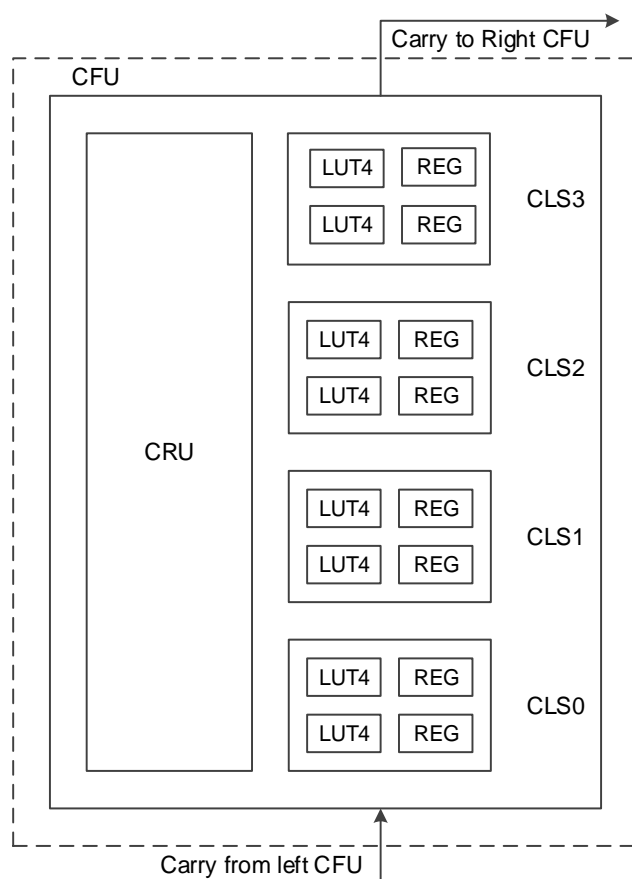 Carry to Right CFU
CFU
CRU
LUT4 REG
LUT4 REG
CLS3
LUT4 REG
LUT4 REG
CLS2
LUT4 REG
LUT4 REG
CLS1
LUT4 REG
LUT4 REG
CLS0
Carry from left CFU